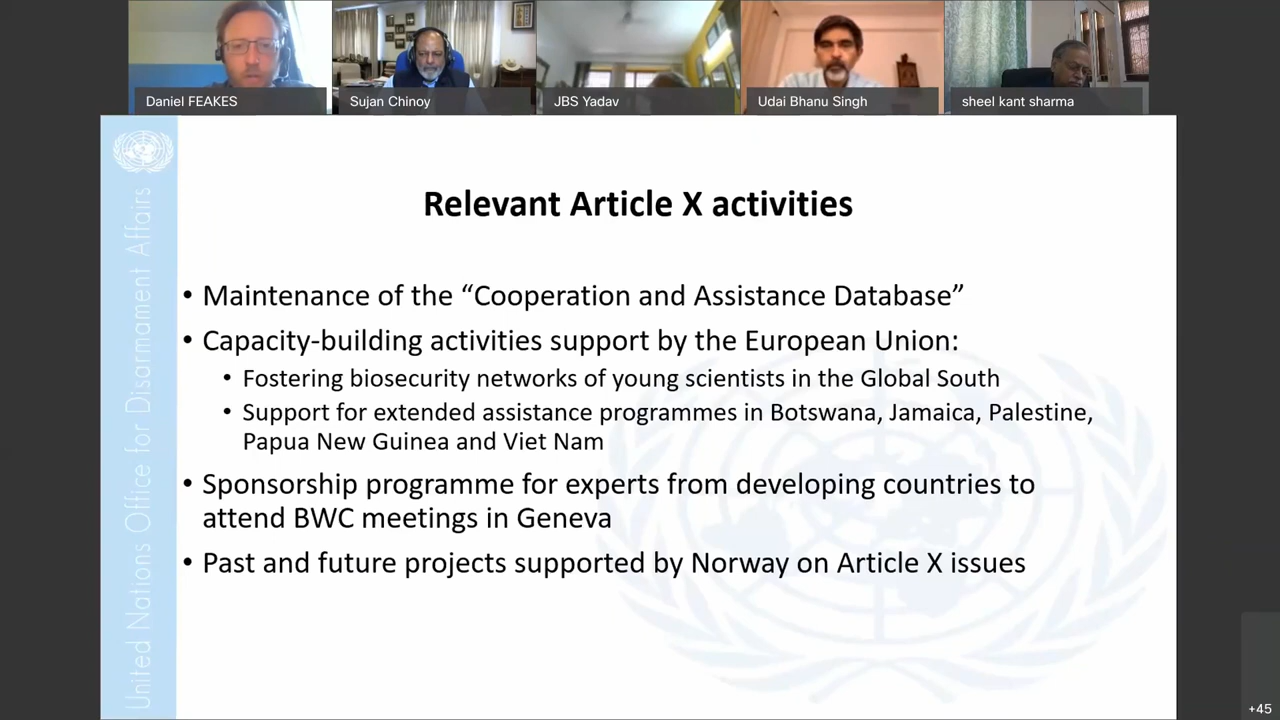 Daniel FEAKES
Sujan Chinoy
JBS Yadav
Udai Bhanu Singh
sheel kant sharma
United Nations Office for Disarmament Affairs
Relevant Article X activities
• Maintenance of the “Cooperation and Assistance Database”
• Capacity-building activities support by the European Union:
• Fostering biosecurity networks of young scientists in the Global South
• Support for extended assistance programmes in Botswana, Jamaica, Palestine,
Papua New Guinea and Viet Nam
• Sponsorship programme for experts from developing countries to
attend BWC meetings in Geneva
• Past and future projects supported by Norway on Article X issues
+45